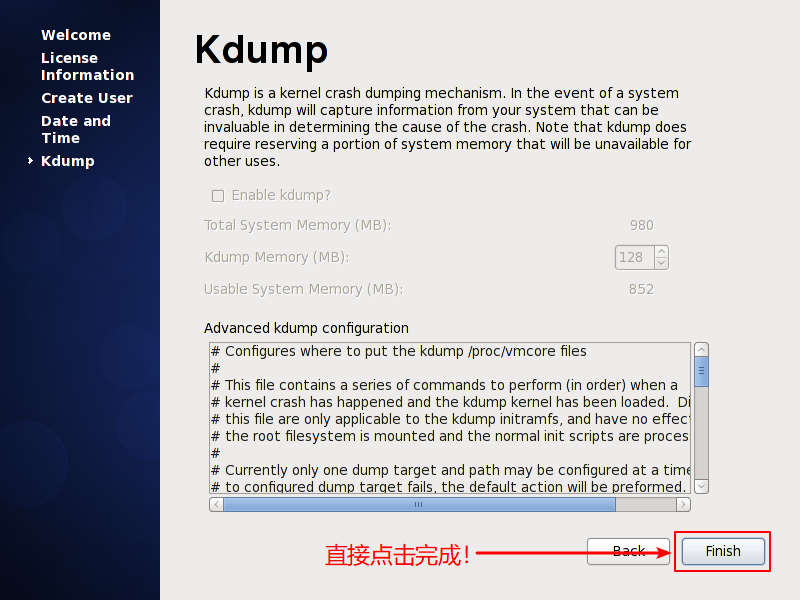 Welcome
License
Information
Create User
Date and
Time
Kdump
Kdump
Kdump is a kernel crash dumping mechanism. In the event of a system
crash, kdump will capture information from your system that can be
invaluable in determining the cause of the crash. Note that kdump does
require reserving a portion of system memory that will be unavailable for
other uses.
Enable kdump?
Total System Memory (MB): 980
Kdump Memory (MB): 128
Usable System Memory (MB): 852
Advanced kdump configuration
# Configures where to put the kdump /proc/vmcore files
#
# This file contains a series of commands to perform (in order) when a
# kernel crash has happened and the kdump kernel has been loaded. Di
# this file are only applicable to the kdump initramfs, and have no effec
# the root filesystem is mounted and the normal init scripts are proces
#
# Currently only one dump target and path may be configured at a time
# to configured dump target fails, the default action will be preformed.
直接点击完成!
Back
Finish